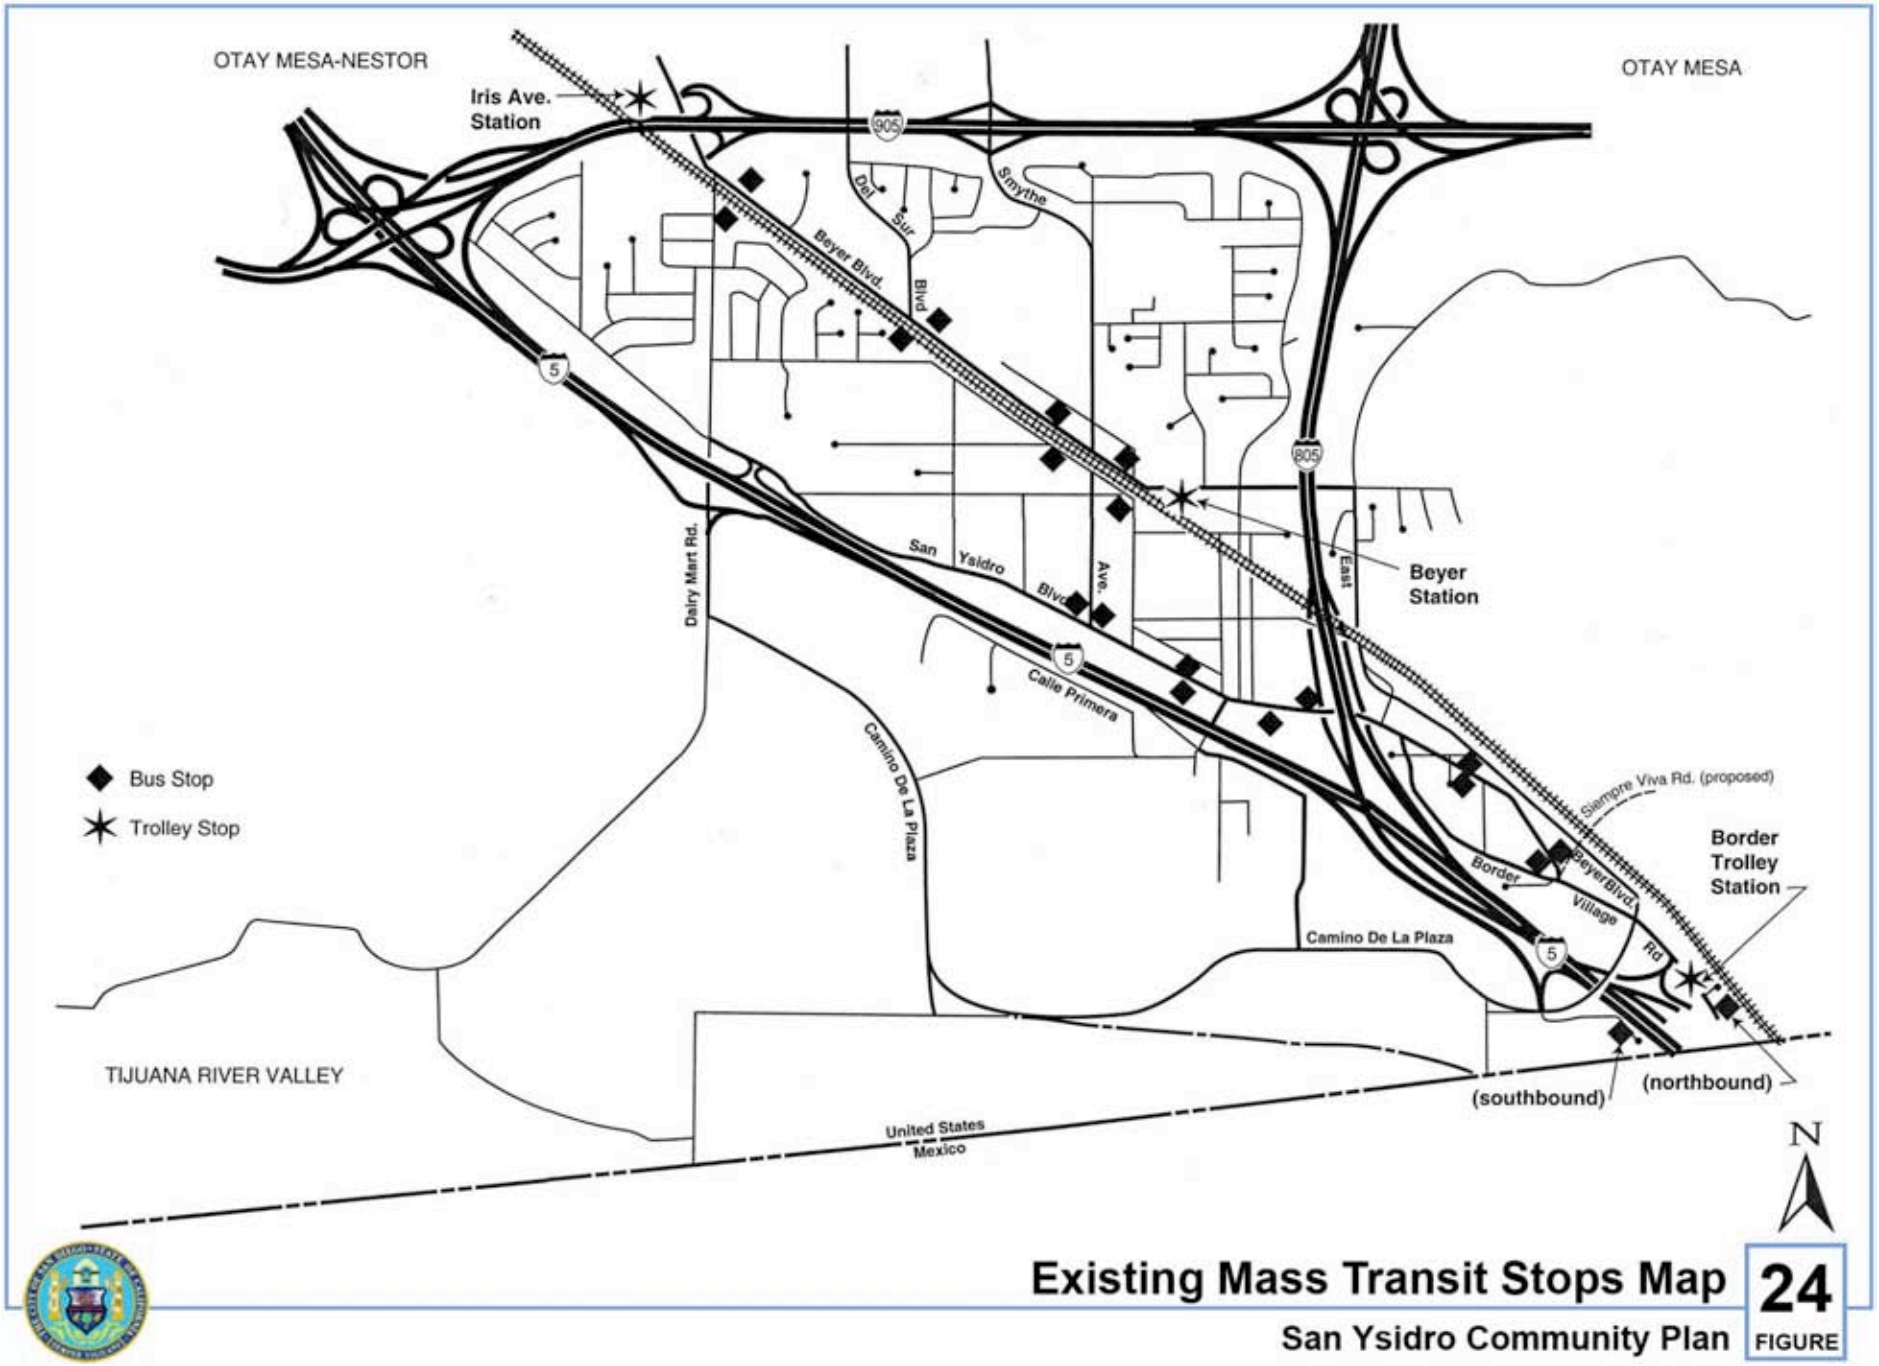 OTAY MESA-NESTOR
OTAY MESA
Iris Ave.
Station
905
Del
Sur
Blvd
Smythe
Ave.
Beyer Blvd.
5
805
Dairy Mart Rd.
San
Ysidro
Blvd
East
Beyer
Station
5
Calle Primera
Camino De La Plaza
Bus Stop
Trolley Stop
Siempre Viva Rd. (proposed)
Border
Trolley
Station
Beyer Blvd.
Border
Village
Rd
Camino De La Plaza
5
TIJUANA RIVER VALLEY
(northbound)
(southbound)
United States
Mexico
N
Existing Mass Transit Stops Map
San Ysidro Community Plan
24
FIGURE